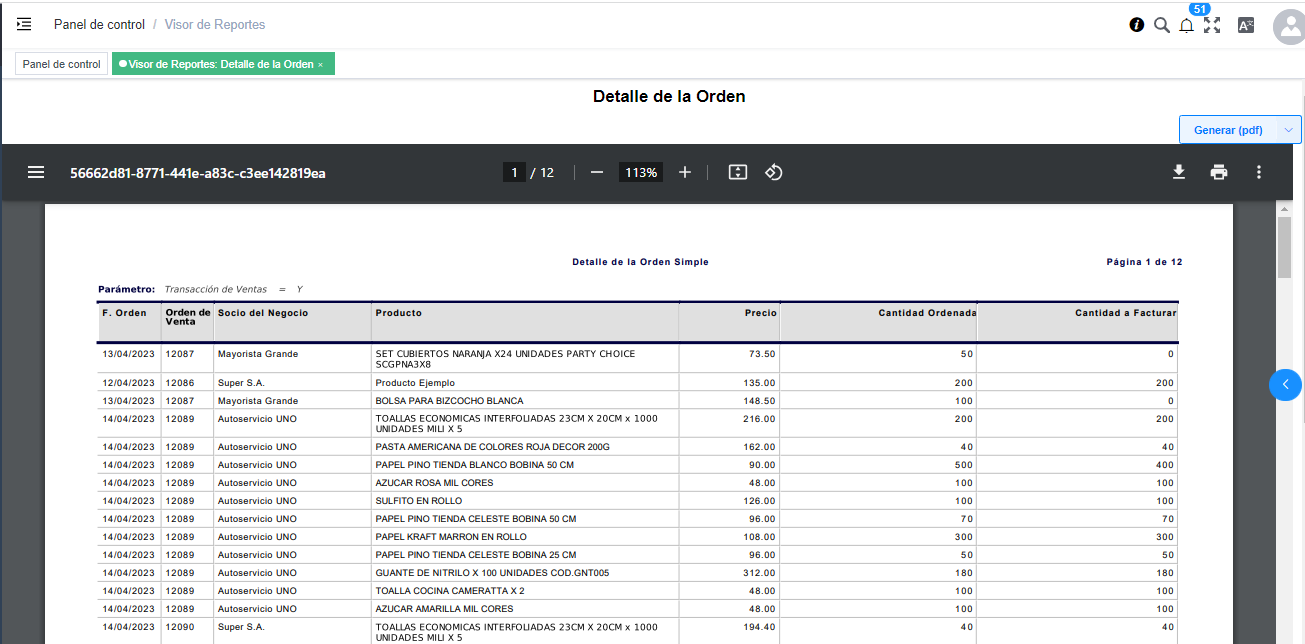 Panel de control / Visor de Reportes
51
Panel de control
Visor de Reportes: Detalle de la Orden ×
Detalle de la Orden
Generar (pdf)
56662d81-8771-441e-a83c-c3ee142819ea
1 / 12
113%
Detalle de la Orden Simple
Página 1 de 12
Parámetro: Transacción de Ventas = Y
F. Orden Orden de Socio del Negocio Producto Precio Cantidad Ordenada Cantidad a Facturar
Venta
13/04/2023 12087 Mayorista Grande SET CUBIERTOS NARANJA X24 UNIDADES PARTY CHOICE 73.50 50 0
SCGPNA3X8
12/04/2023 12086 Super S.A. Producto Ejemplo 135.00 200 200
13/04/2023 12087 Mayorista Grande BOLSA PARA BIZCOCHO BLANCA 148.50 100 0
14/04/2023 12089 Autoservicio UNO TOALLAS ECONOMICAS INTERFOLIADAS 23CM X 20CM x 1000 216.00 200 200
UNIDADES MILI X 5
14/04/2023 12089 Autoservicio UNO PASTA AMERICANA DE COLORES ROJA DECOR 200G 162.00 40 40
14/04/2023 12089 Autoservicio UNO PAPEL PINO TIENDA BLANCO BOBINA 50 CM 90.00 500 400
14/04/2023 12089 Autoservicio UNO AZUCAR ROSA MIL CORES 48.00 100 100
14/04/2023 12089 Autoservicio UNO SULFITO EN ROLLO 126.00 100 100
14/04/2023 12089 Autoservicio UNO PAPEL PINO TIENDA CELESTE BOBINA 50 CM 96.00 70 70
14/04/2023 12089 Autoservicio UNO PAPEL KRAFT MARRON EN ROLLO 108.00 300 300
14/04/2023 12089 Autoservicio UNO PAPEL PINO TIENDA CELESTE BOBINA 25 CM 96.00 50 50
14/04/2023 12089 Autoservicio UNO GUANTE DE NITRILO X 100 UNIDADES COD.GNT005 312.00 180 180
14/04/2023 12089 Autoservicio UNO TOALLA COCINA CAMERATTA X 2 48.00 100 100
14/04/2023 12089 Autoservicio UNO AZUCAR AMARILLA MIL CORES 48.00 100 100
14/04/2023 12090 Super S.A. TOALLAS ECONOMICAS INTERFOLIADAS 23CM X 20CM x 1000 194.40 40 40
UNIDADES MILI X 5